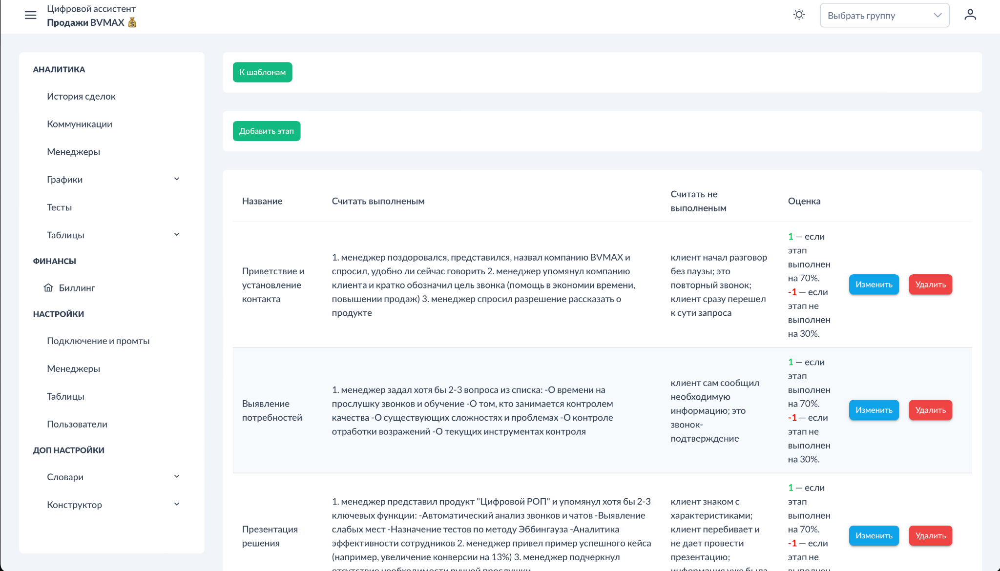 Цифровой ассистент
Продажи BVMAX
Выбрать группу
АНАЛИТИКА
История сделок
Коммуникации
Менеджеры
Графики
Тесты
Таблицы
ФИНАНСЫ
Биллинг
НАСТРОЙКИ
Подключение и промты
Менеджеры
Таблицы
Пользователи
ДОП НАСТРОЙКИ
Словари
Конструктор
К шаблонам
Добавить этап
Название
Считать выполненым
Считать не
выполненым
Оценка
Приветствие и
установление
контакта
1. менеджер поздоровался, представился, назвал компанию BVMAX и
спросил, удобно ли сейчас говорить 2. менеджер упомянул компанию
клиента и кратко обозначил цель звонка (помощь в экономии времени,
повышении продаж) 3. менеджер спросил разрешение рассказать о
продукте
клиент начал разговор
без паузы; это
повторный звонок;
клиент сразу перешел
к сути запроса
1 — если
этап
выполнен
на 70%.
-1 — если
этап не
выполнен
на 30%.
Изменить
Удалить
Выявление
потребностей
1. менеджер задал хотя бы 2-3 вопроса из списка: -О времени на
прослушку звонков и обучение -О том, кто занимается контролем
качества -О существующих сложностях и проблемах -О контроле
отработки возражений -О текущих инструментах контроля
клиент сам сообщил
необходимую
информацию; это
звонок-
подтверждение
1 — если
этап
выполнен
на 70%.
-1 — если
этап не
выполнен
на 30%.
Изменить
Удалить
Презентация
решения
1. менеджер представил продукт "Цифровой РОП" и упомянул хотя бы 2-3
ключевых функции: -Автоматический анализ звонков и чатов -Выявление
слабых мест -Назначение тестов по методу Эббингауза -Аналитика
эффективности сотрудников 2. менеджер привел пример успешного кейса
(например, увеличение конверсии на 13%) 3. менеджер подчеркнул
отсутствие необходимости ручной прослушки
клиент знаком с
характеристиками;
клиент перебивает и
не дает провести
презентацию;
информация уже была
1 — если
этап
выполнен
на 70%.
-1 — если
этап не
выполнен
Изменить
Удалить